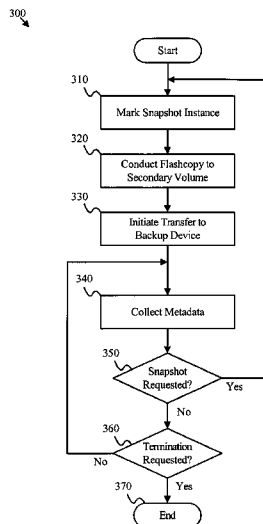 300
Start
310
Mark Snapshot Instance
320
Conduct Flashcopy to
Secondary Volume
330
Initiate Transfer to
Backup Device
340
Collect Metadata
350
Snapshot
Requested?
Yes
No
360
Termination
Requested?
No
Yes
370
End